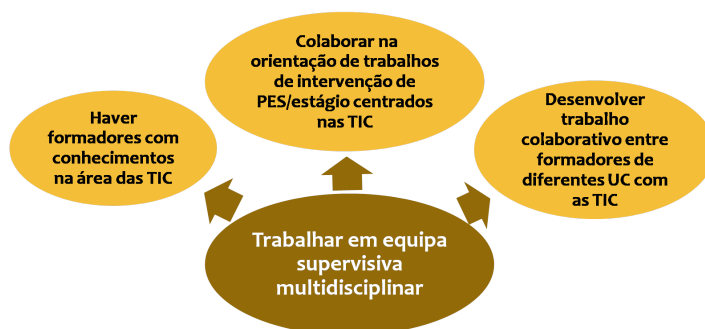 Colaborar na
orientação de trabalhos
de intervenção de
PES/estágio centrados
nas TIC
Haver
formadores com
conhecimentos
na área das TIC
Desenvolver
trabalho
colaborativo entre
formadores de
diferentes UC com
as TIC
Trabalhar em equipa
supervisiva
multidisciplinar